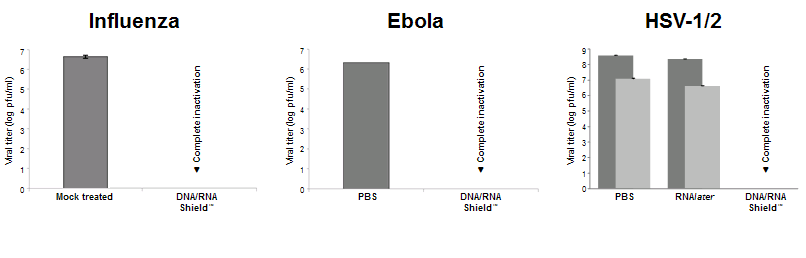 Influenza
Viral titer (log pfu/ml)
7
6
5
4
3
2
1
0
▼ Complete inactivation
Mock treated
DNA/RNA
Shield™
Ebola
Viral titer (log pfu/ml)
7
6
5
4
3
2
1
0
▼ Complete inactivation
PBS
DNA/RNA
Shield™
HSV-1/2
Viral titer (log pfu/ml)
9
8
7
6
5
4
3
2
1
0
▼ Complete inactivation
PBS
RNAlater
DNA/RNA
Shield™